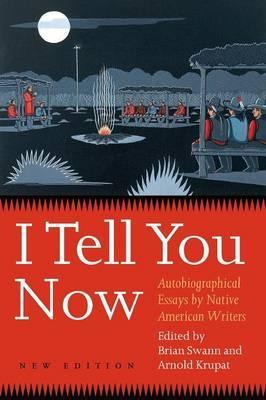 I Tell You
Now
Autobiographical
Essays by Native
American Writers
Edited by
Brian Swann and
Arnold Krupat
NEW EDITION